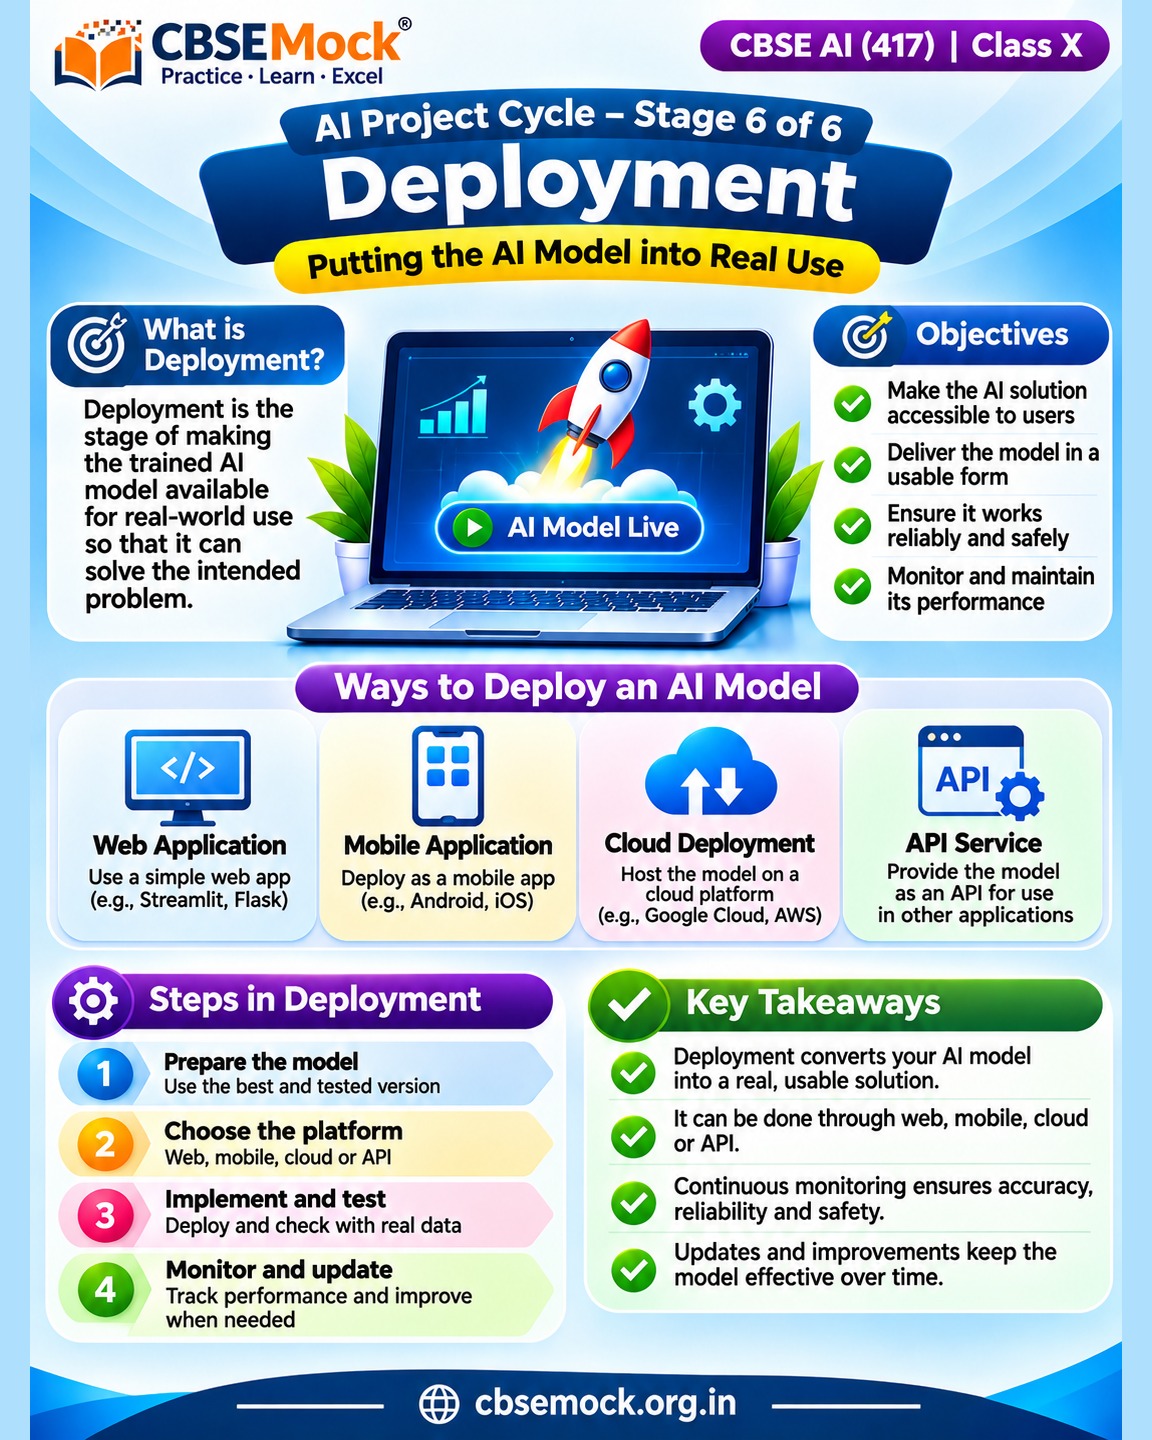 CBSEMock®
Practice · Learn · Excel
CBSE AI (417) | Class X
AI Project Cycle – Stage 6 of 6
Deployment
Putting the AI Model into Real Use
What is
Deployment?
Deployment is the
stage of making
the trained AI
model available
for real-world use
so that it can
solve the intended
problem.
AI Model Live
Objectives
Make the AI solution
accessible to users
Deliver the model in a
usable form
Ensure it works
reliably and safely
Monitor and maintain
its performance
Ways to Deploy an AI Model
</>
Web Application
Use a simple web app
(e.g., Streamlit, Flask)
Mobile Application
Deploy as a mobile app
(e.g., Android, iOS)
Cloud Deployment
Host the model on a
cloud platform
(e.g., Google Cloud, AWS)
API
API Service
Provide the model
as an API for use
in other applications
Steps in Deployment
1
Prepare the model
Use the best and tested version
2
Choose the platform
Web, mobile, cloud or API
3
Implement and test
Deploy and check with real data
4
Monitor and update
Track performance and improve
when needed
Key Takeaways
Deployment converts your AI model
into a real, usable solution.
It can be done through web, mobile, cloud
or API.
Continuous monitoring ensures accuracy,
reliability and safety.
Updates and improvements keep the
model effective over time.
cbsemock.org.in